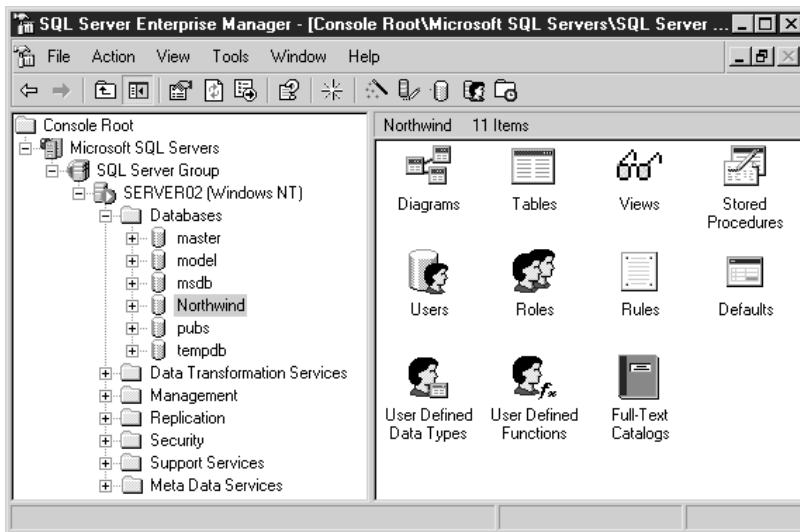 SQL Server Enterprise Manager - [Console Root\Microsoft SQL Servers\SQL Server ...
File Action View Tools Window Help
Console Root
Microsoft SQL Servers
SQL Server Group
SERVER02 (Windows NT)
Databases
master
model
msdb
Northwind
pubs
tempdb
Data Transformation Services
Management
Replication
Security
Support Services
Meta Data Services
Northwind 11 Items
Diagrams
Tables
Views
Stored
Procedures
Users
Roles
Rules
Defaults
User Defined
Data Types
User Defined
Functions
Full-Text
Catalogs